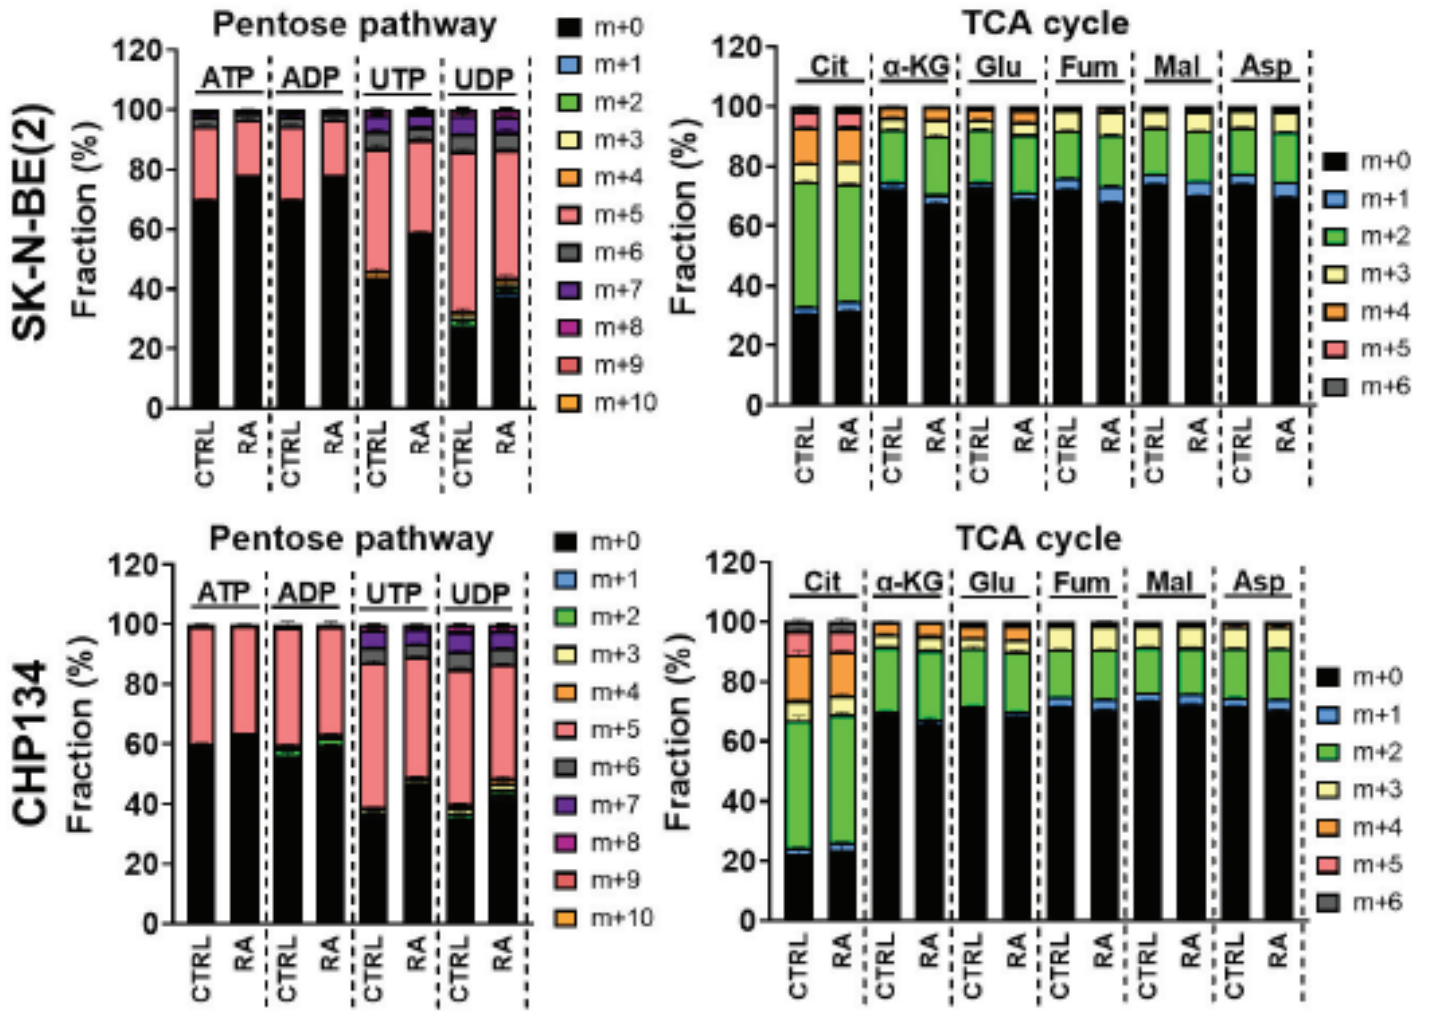 SK-N-BE(2)
Pentose pathway
Fraction (%)
120
100
80
60
40
20
0
ATP ADP UTP UDP
CTRL RA CTRL RA CTRL RA CTRL RA
m+0
m+1
m+2
m+3
m+4
m+5
m+6
m+7
m+8
m+9
m+10
TCA cycle
Fraction (%)
120
100
80
60
40
20
0
Cit α-KG Glu Fum Mal Asp
CTRL RA CTRL RA CTRL RA CTRL RA CTRL RA CTRL RA
m+0
m+1
m+2
m+3
m+4
m+5
m+6
CHP134
Pentose pathway
Fraction (%)
120
100
80
60
40
20
0
ATP ADP UTP UDP
CTRL RA CTRL RA CTRL RA CTRL RA
m+0
m+1
m+2
m+3
m+4
m+5
m+6
m+7
m+8
m+9
m+10
TCA cycle
Fraction (%)
120
100
80
60
40
20
0
Cit α-KG Glu Fum Mal Asp
CTRL RA CTRL RA CTRL RA CTRL RA CTRL RA CTRL RA
m+0
m+1
m+2
m+3
m+4
m+5
m+6